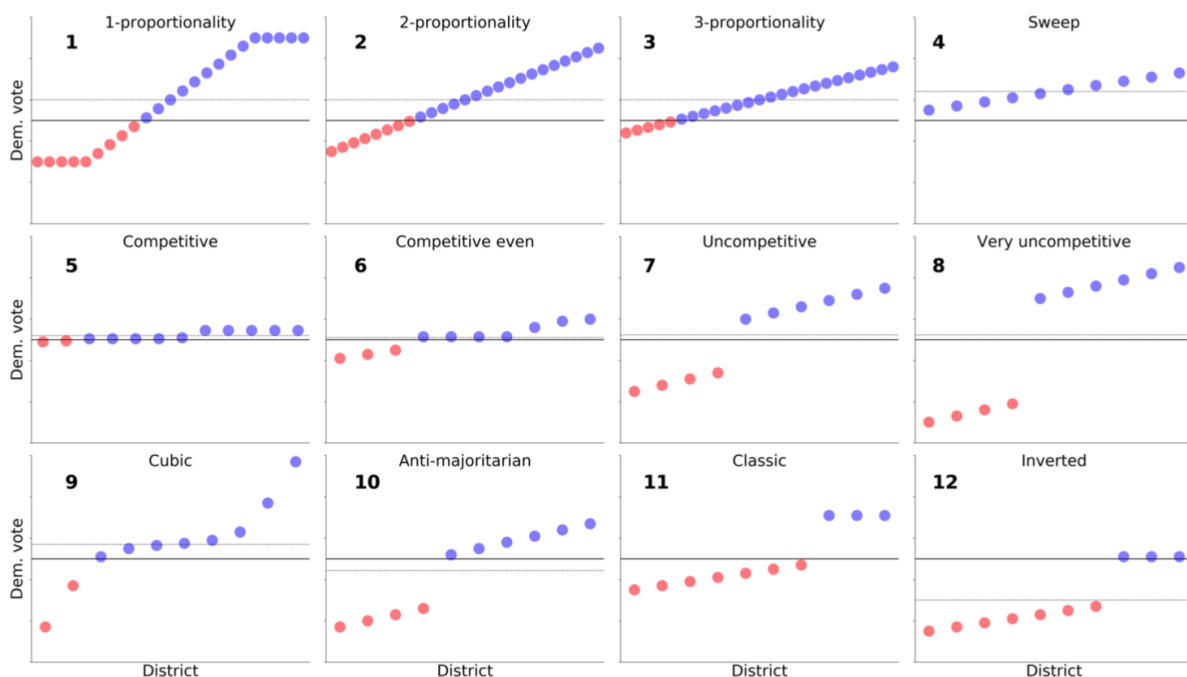 1-proportionality
1
Dem. vote
2-proportionality
2
3-proportionality
3
Sweep
4
Competitive
5
Dem. vote
Competitive even
6
Uncompetitive
7
Very uncompetitive
8
Cubic
9
Dem. vote
District
Anti-majoritarian
10
District
Classic
11
District
Inverted
12
District